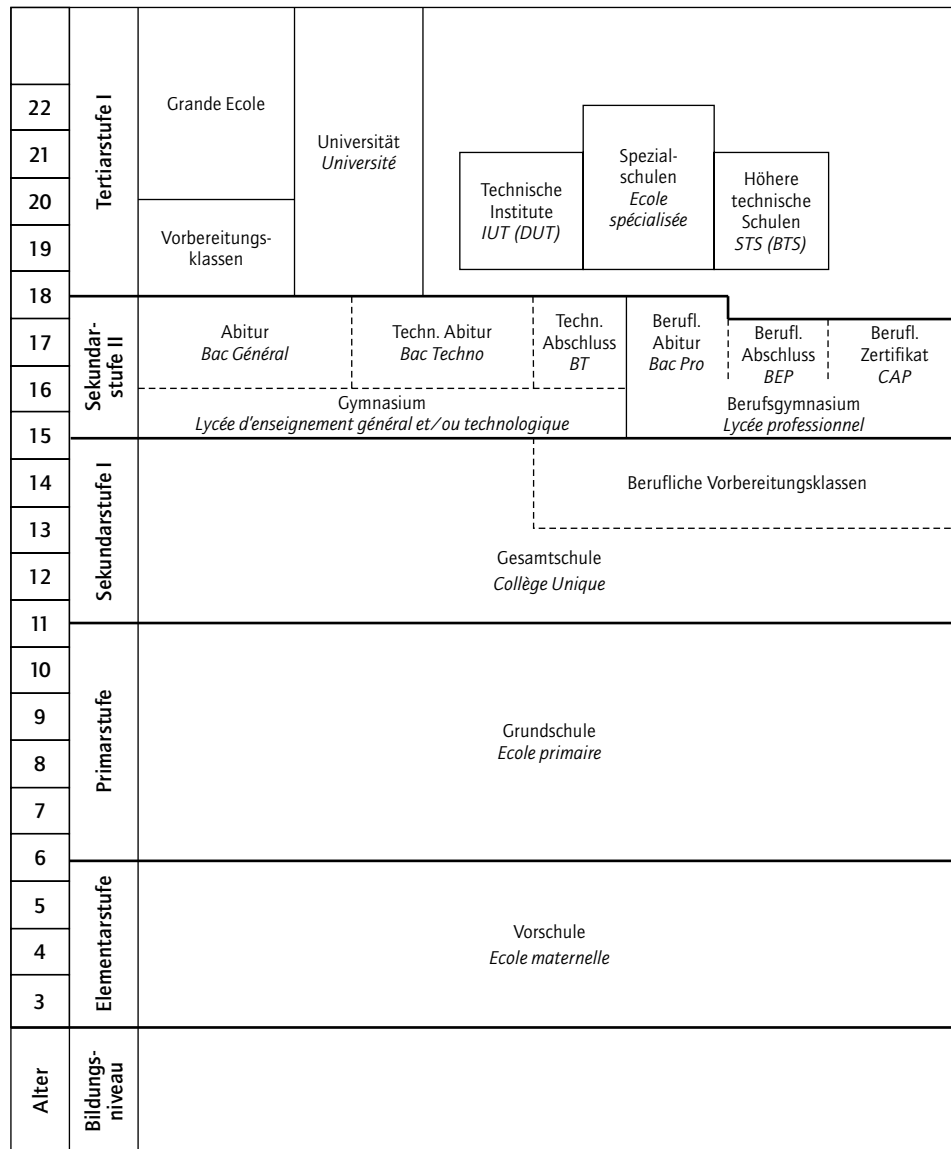 22
21
20
19
18
17
16
15
14
13
12
11
10
9
8
7
6
5
4
3
Alter
Tertiarstufe I
Sekundar-
stufe II
Sekundarstufe I
Primarstufe
Elementarstufe
Bildungs-
niveau
Grande Ecole
Vorbereitungs-
klassen
Universität
Université
Technische
Institute
IUT (DUT)
Spezial-
schulen
Ecole
spécialisée
Höhere
technische
Schulen
STS (BTS)
Abitur
Bac Général
Techn. Abitur
Bac Techno
Techn.
Abschluss
BT
Berufl.
Abitur
Bac Pro
Berufl.
Abschluss
BEP
Berufl.
Zertifikat
CAP
Gymnasium
Lycée d'enseignement général et/ou technologique
Berufsgymnasium
Lycée professionnel
Berufliche Vorbereitungsklassen
Gesamtschule
Collège Unique
Grundschule
Ecole primaire
Vorschule
Ecole maternelle